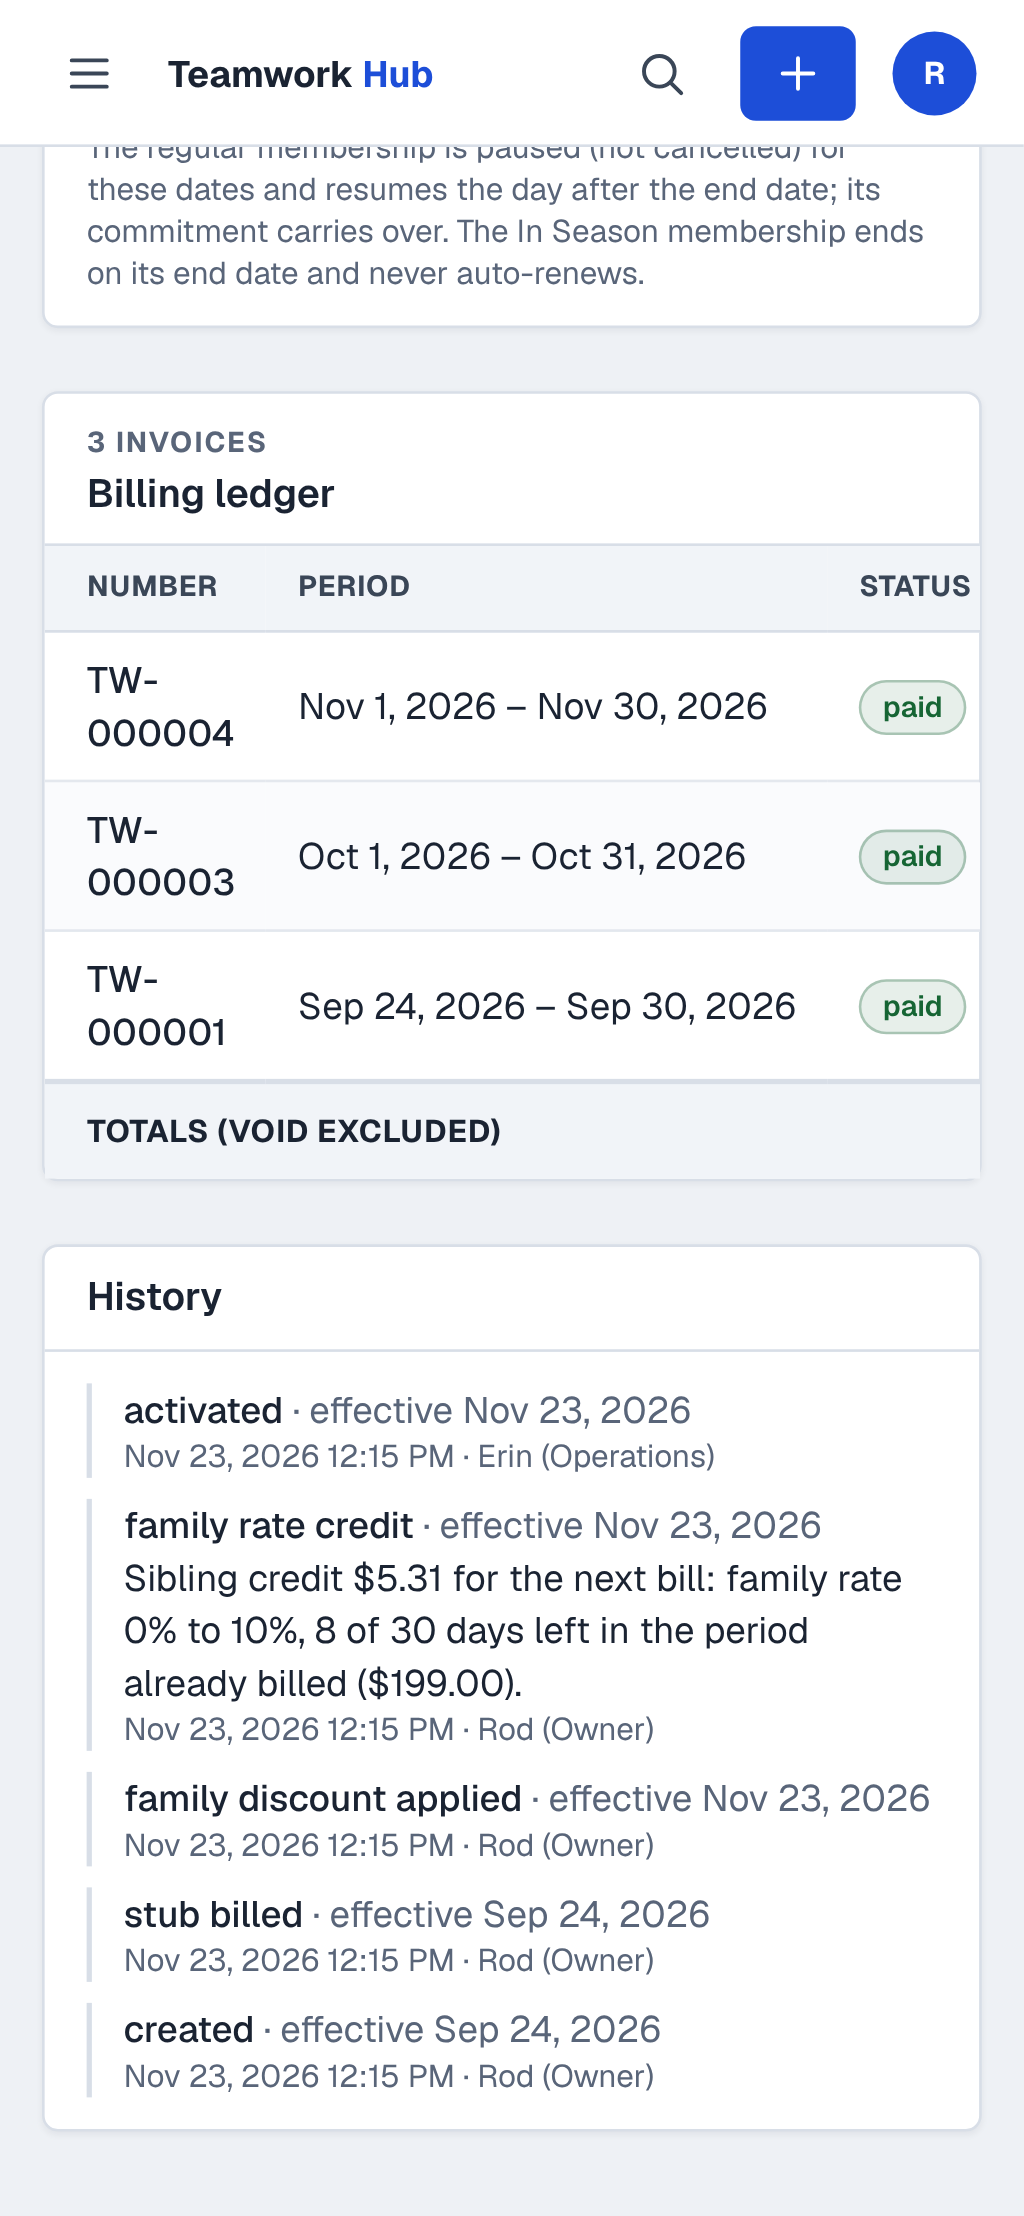 Teamwork Hub
R
The regular membership is paused (not cancelled) for
these dates and resumes the day after the end date; its
commitment carries over. The In Season membership ends
on its end date and never auto-renews.
3 INVOICES
Billing ledger
NUMBER PERIOD STATUS
TW-
000004
Nov 1, 2026 – Nov 30, 2026
paid
TW-
000003
Oct 1, 2026 – Oct 31, 2026
paid
TW-
000001
Sep 24, 2026 – Sep 30, 2026
paid
TOTALS (VOID EXCLUDED)
History
activated · effective Nov 23, 2026
Nov 23, 2026 12:15 PM · Erin (Operations)
family rate credit · effective Nov 23, 2026
Sibling credit $5.31 for the next bill: family rate
0% to 10%, 8 of 30 days left in the period
already billed ($199.00).
Nov 23, 2026 12:15 PM · Rod (Owner)
family discount applied · effective Nov 23, 2026
Nov 23, 2026 12:15 PM · Rod (Owner)
stub billed · effective Sep 24, 2026
Nov 23, 2026 12:15 PM · Rod (Owner)
created · effective Sep 24, 2026
Nov 23, 2026 12:15 PM · Rod (Owner)